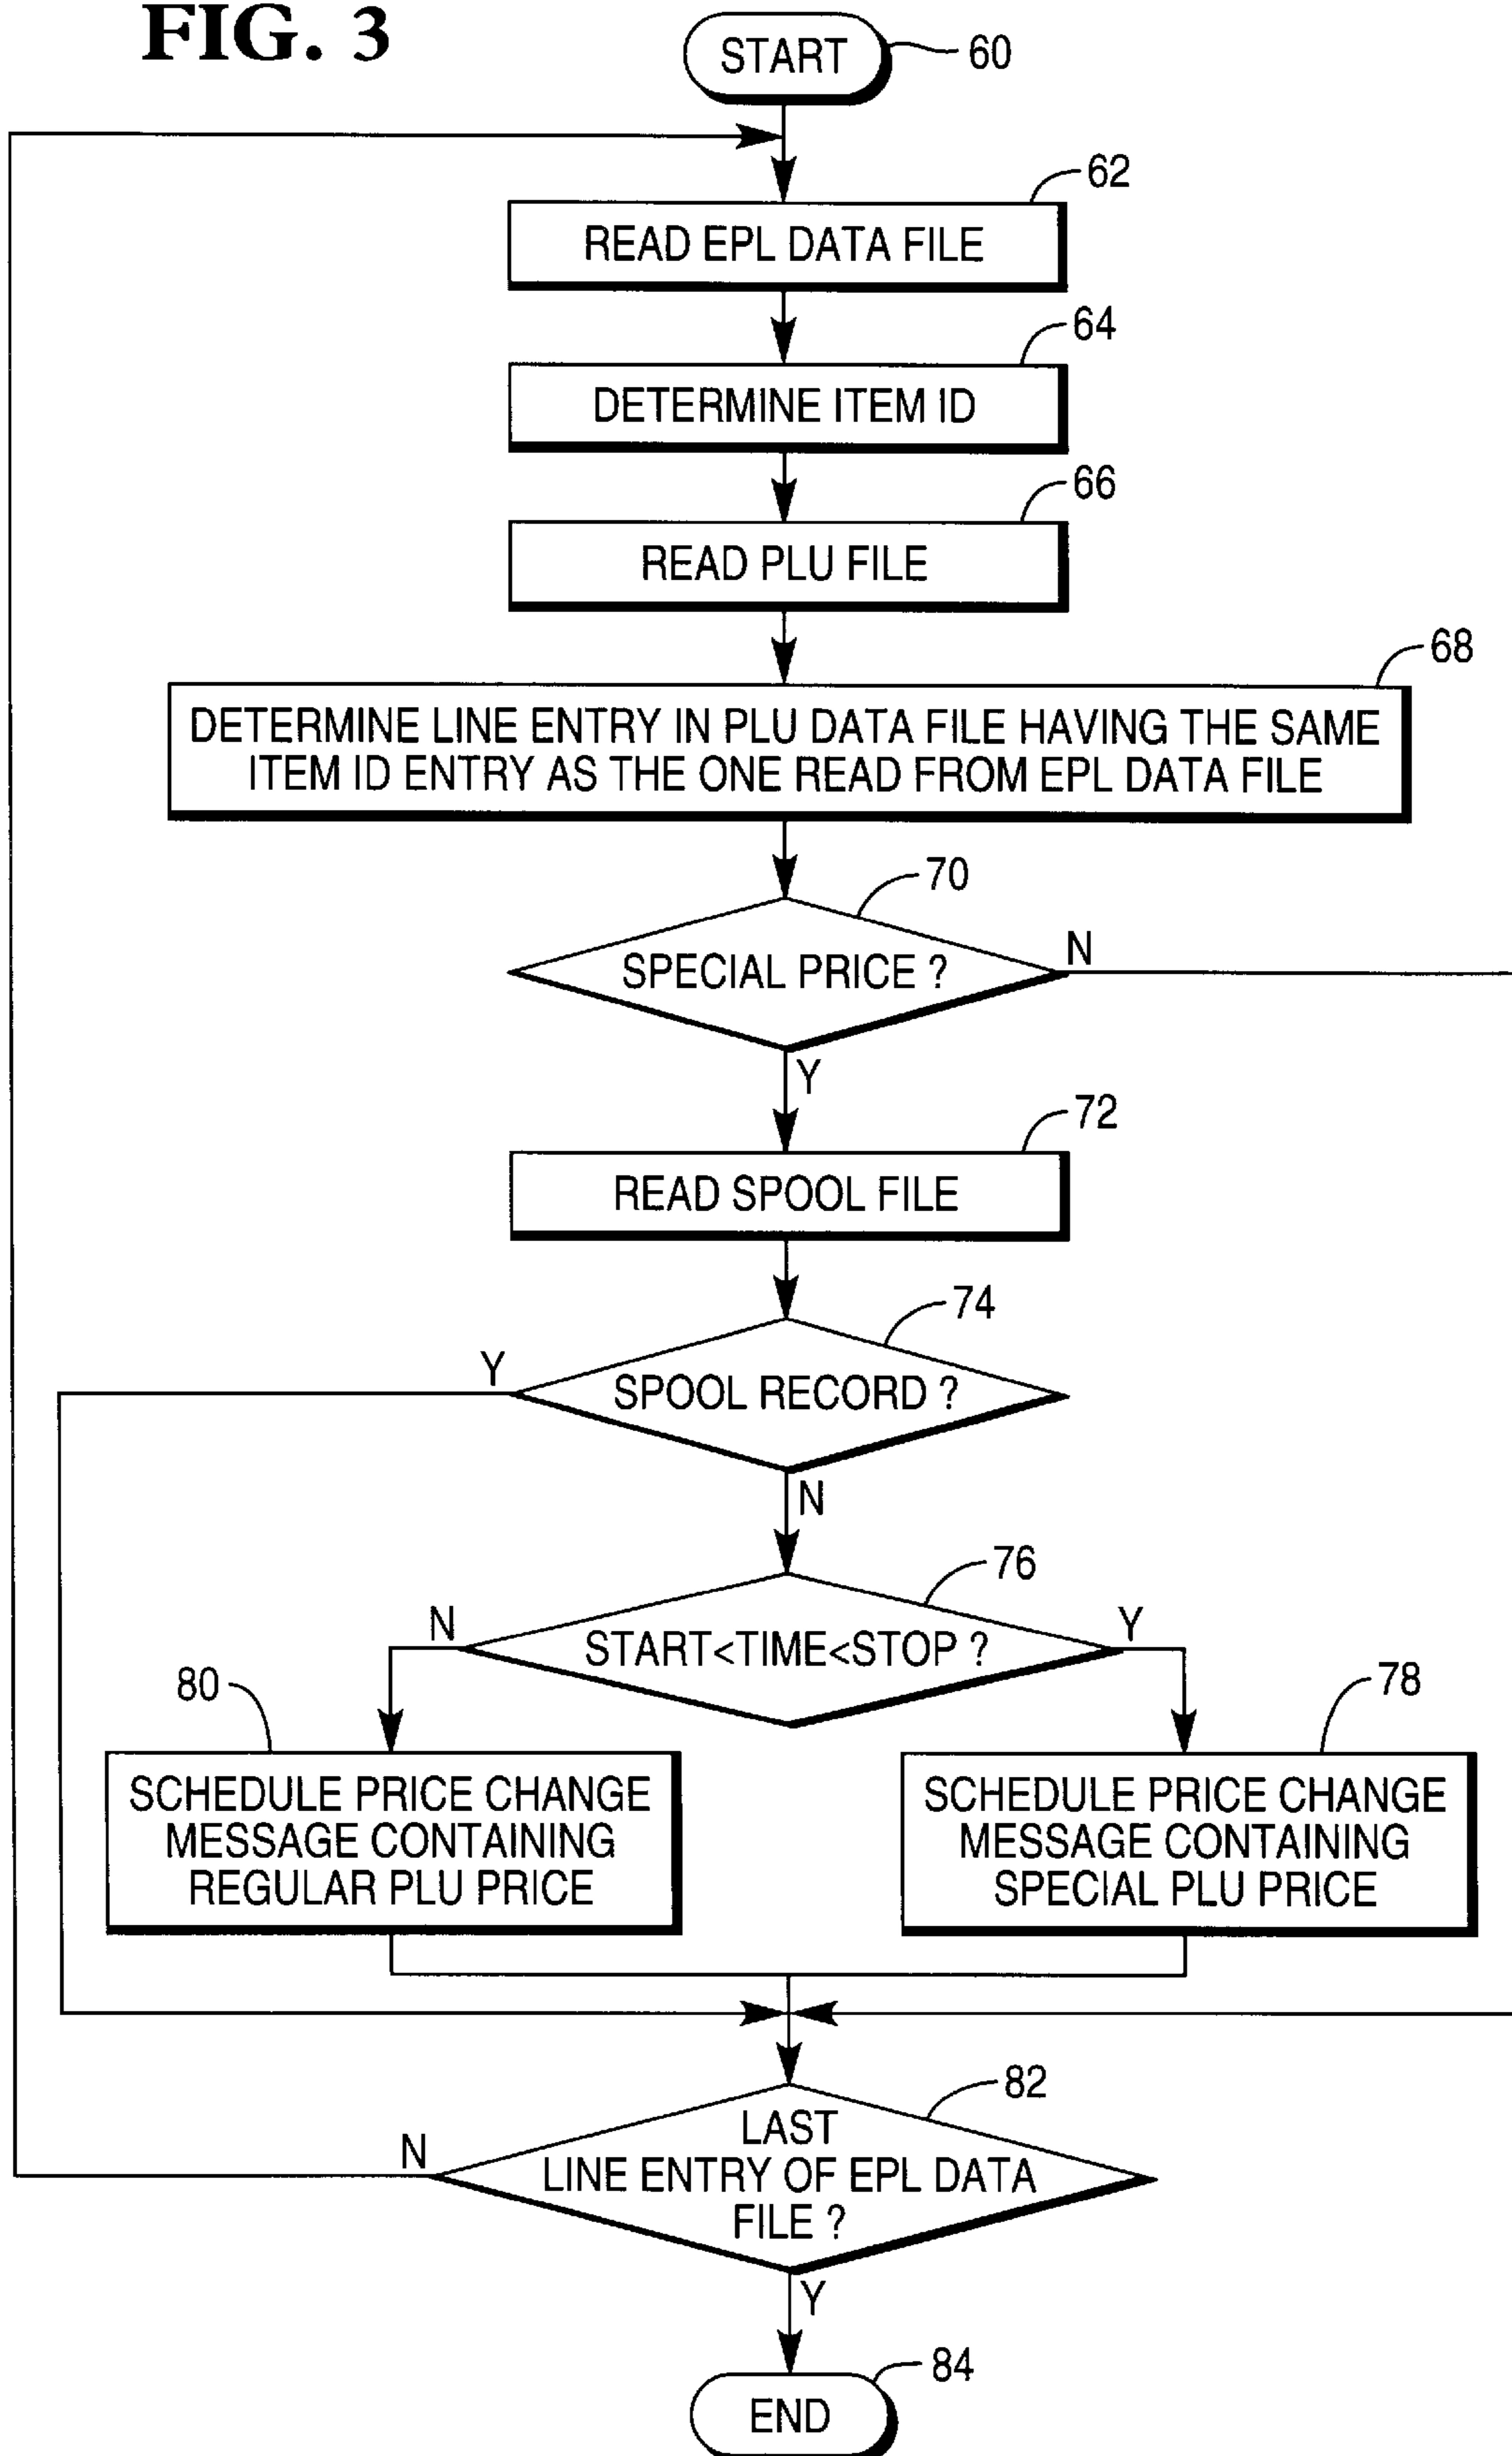 FIG. 3
START
60
62
READ EPL DATA FILE
64
DETERMINE ITEM ID
66
READ PLU FILE
68
DETERMINE LINE ENTRY IN PLU DATA FILE HAVING THE SAME
ITEM ID ENTRY AS THE ONE READ FROM EPL DATA FILE
70
SPECIAL PRICE ?
N
Y
72
READ SPOOL FILE
74
Y
SPOOL RECORD ?
N
76
N
START<TIME<STOP ?
Y
80
78
SCHEDULE PRICE CHANGE
MESSAGE CONTAINING
REGULAR PLU PRICE
SCHEDULE PRICE CHANGE
MESSAGE CONTAINING
SPECIAL PLU PRICE
82
N
LAST
LINE ENTRY OF EPL DATA
FILE ?
Y
84
END